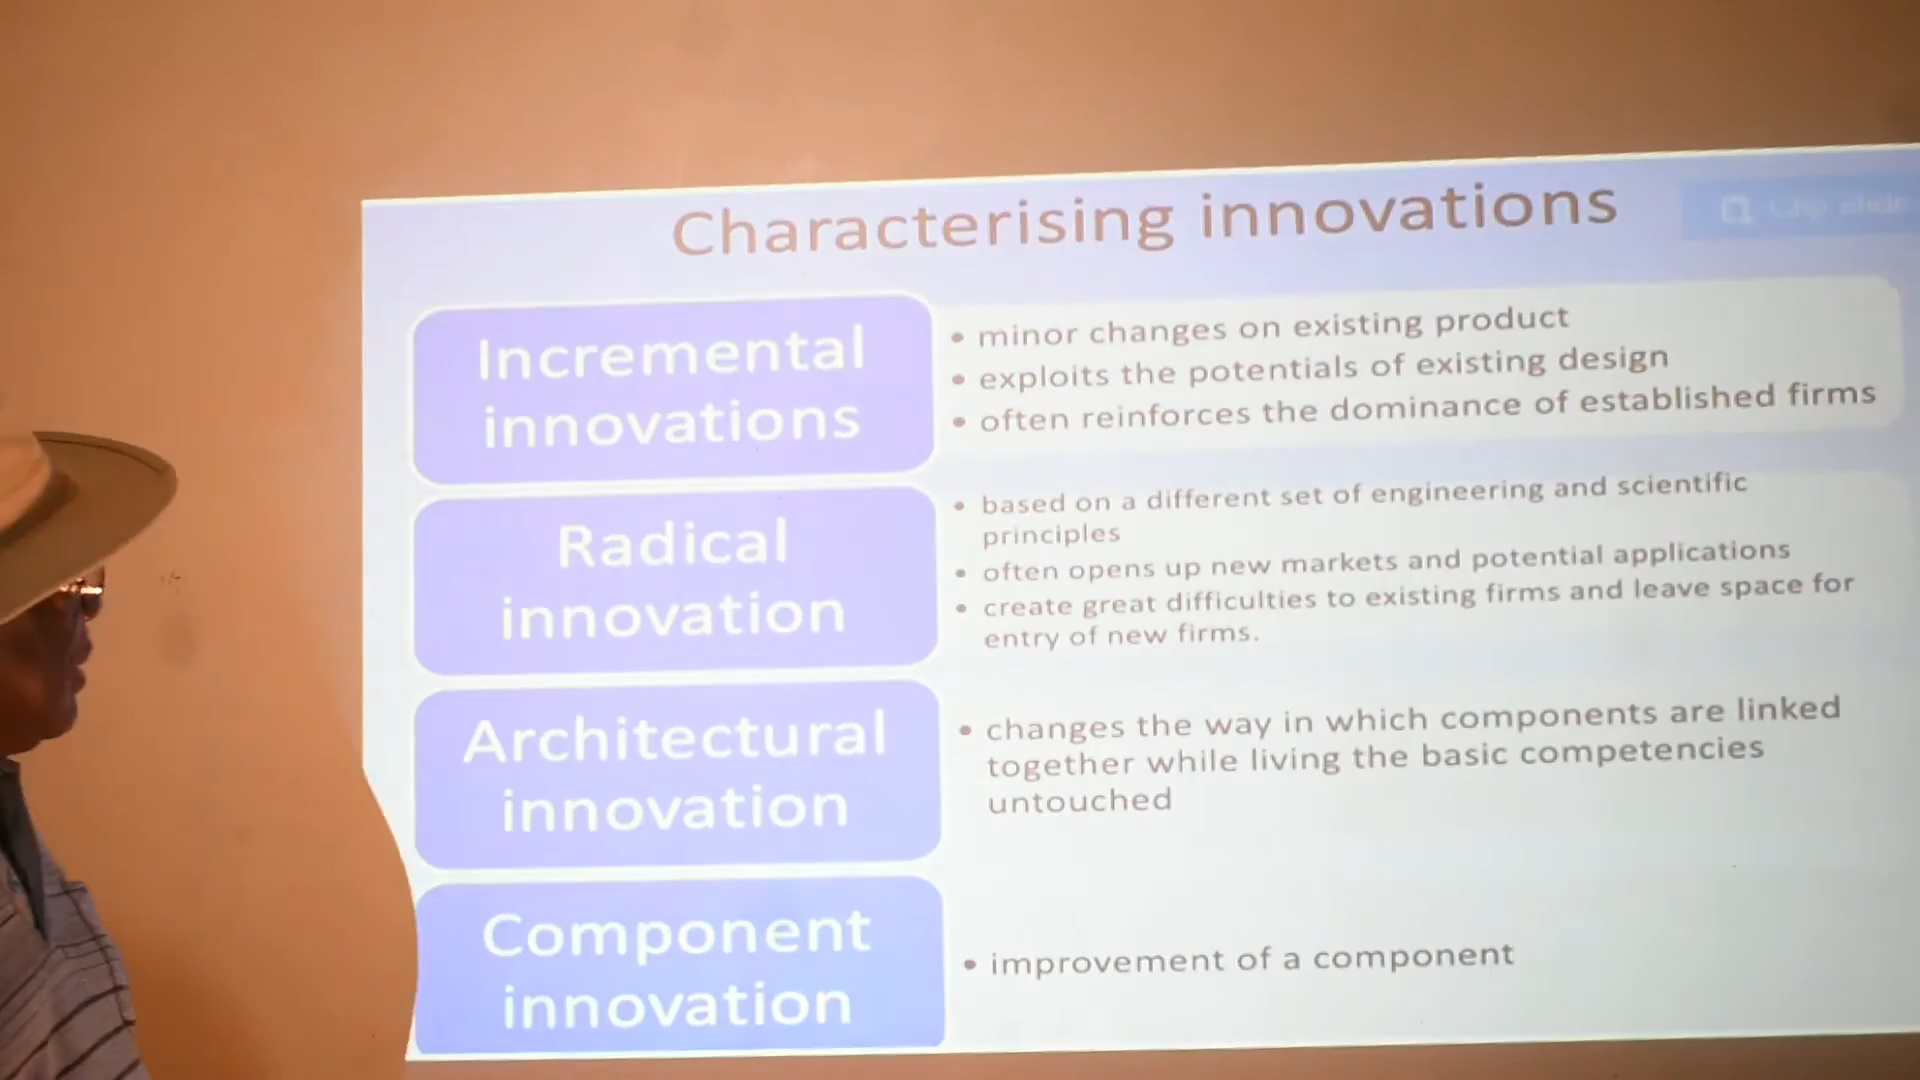 Characterising innovations
Incremental
innovations
• minor changes on existing product
• exploits the potentials of existing design
• often reinforces the dominance of established firms
Radical
innovation
• based on a different set of engineering and scientific
principles
• often opens up new markets and potential applications
• create great difficulties to existing firms and leave space for
entry of new firms.
Architectural
innovation
• changes the way in which components are linked
together while living the basic competencies
untouched
Component
innovation
• improvement of a component